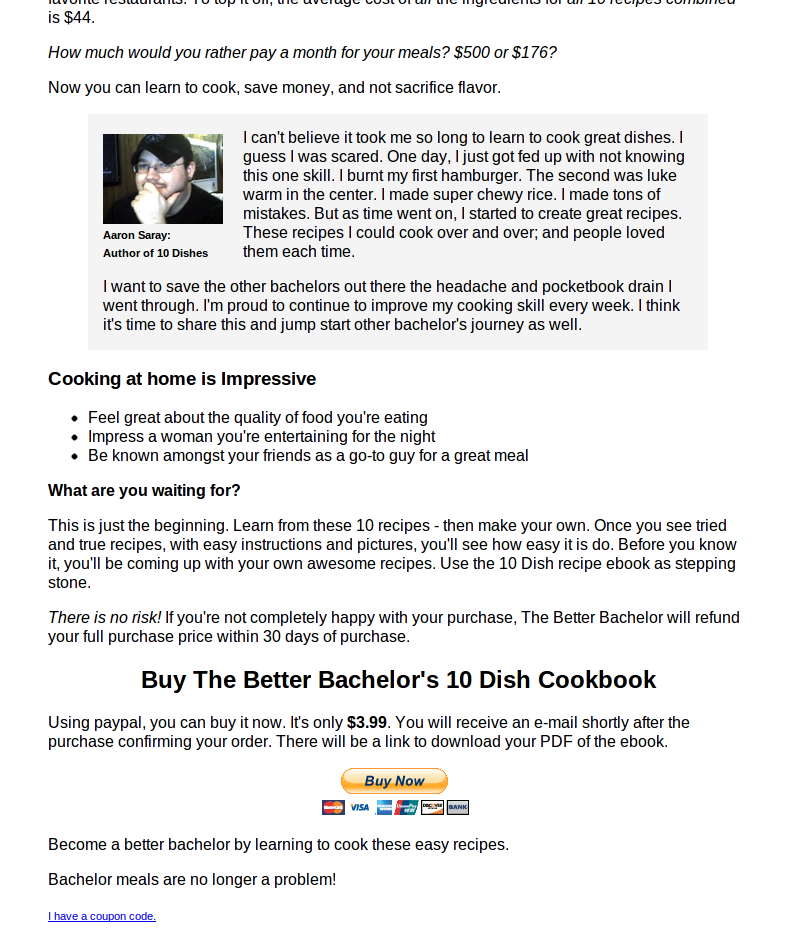 favorite restaurants. To top it off, the average cost of all the ingredients for all 10 recipes combined
is $44.
How much would you rather pay a month for your meals? $500 or $176?
Now you can learn to cook, save money, and not sacrifice flavor.
I can't believe it took me so long to learn to cook great dishes. I
guess I was scared. One day, I just got fed up with not knowing
this one skill. I burnt my first hamburger. The second was luke
warm in the center. I made super chewy rice. I made tons of
mistakes. But as time went on, I started to create great recipes.
These recipes I could cook over and over; and people loved
them each time.
Aaron Saray:
Author of 10 Dishes
I want to save the other bachelors out there the headache and pocketbook drain I
went through. I'm proud to continue to improve my cooking skill every week. I think
it's time to share this and jump start other bachelor's journey as well.
Cooking at home is Impressive
Feel great about the quality of food you're eating
Impress a woman you're entertaining for the night
Be known amongst your friends as a go-to guy for a great meal
What are you waiting for?
This is just the beginning. Learn from these 10 recipes - then make your own. Once you see tried
and true recipes, with easy instructions and pictures, you'll see how easy it is do. Before you know
it, you'll be coming up with your own awesome recipes. Use the 10 Dish recipe ebook as stepping
stone.
There is no risk! If you're not completely happy with your purchase, The Better Bachelor will refund
your full purchase price within 30 days of purchase.
Buy The Better Bachelor's 10 Dish Cookbook
Using paypal, you can buy it now. It's only $3.99. You will receive an e-mail shortly after the
purchase confirming your order. There will be a link to download your PDF of the ebook.
Buy Now
VISA DISCOVER BANK
Become a better bachelor by learning to cook these easy recipes.
Bachelor meals are no longer a problem!
I have a coupon code.